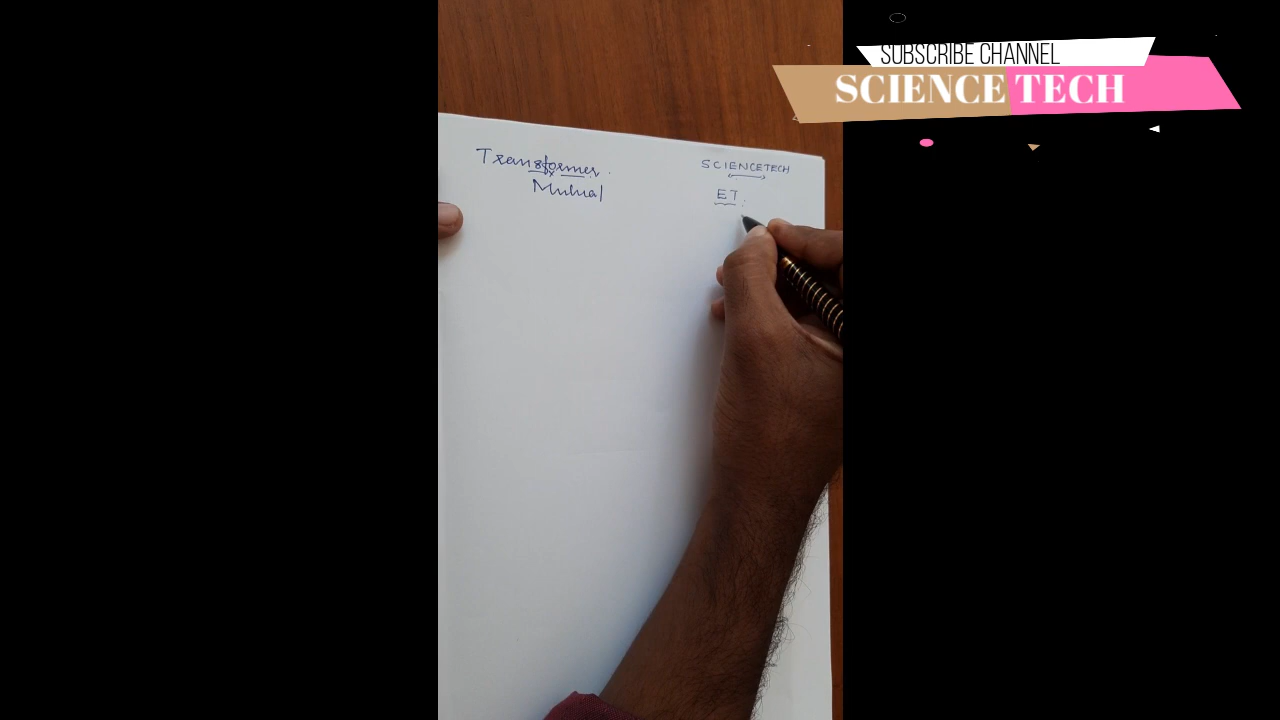 SUBSCRIBE CHANNEL
SCIENCE TECH
Transformer.
Mutual
SCIENCETECH
ET.